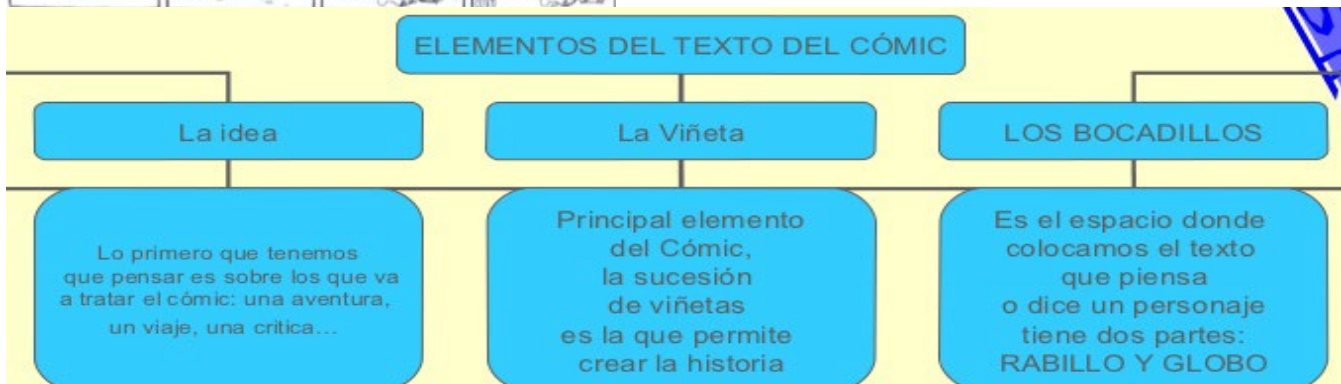 ELEMENTOS DEL TEXTO DEL CÓMIC
La idea
La Viñeta
LOS BOCADILLOS
Lo primero que tenemos
que pensar es sobre los que va
a tratar el cómic: una aventura,
un viaje, una critica...
Principal elemento
del Cómic,
la sucesión
de viñetas
es la que permite
crear la historia
Es el espacio donde
colocamos el texto
que piensa
o dice un personaje
tiene dos partes:
RABILLO Y GLOBO